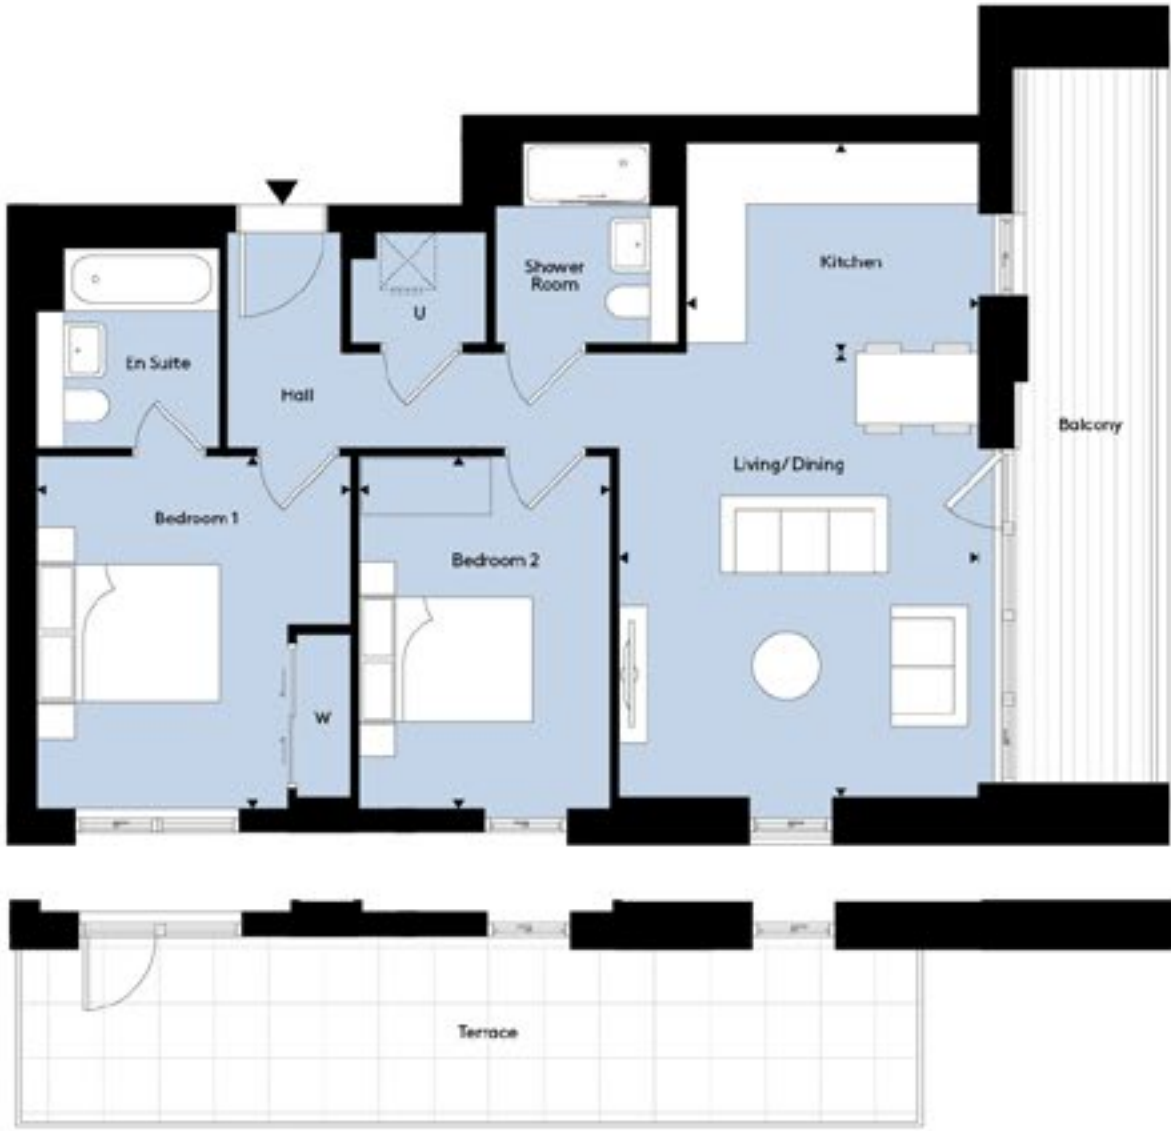 Shower
Room
Kitchen
U
En Suite
Hall
Balcony
Living/Dining
Bedroom 1
Bedroom 2
W
Terrace